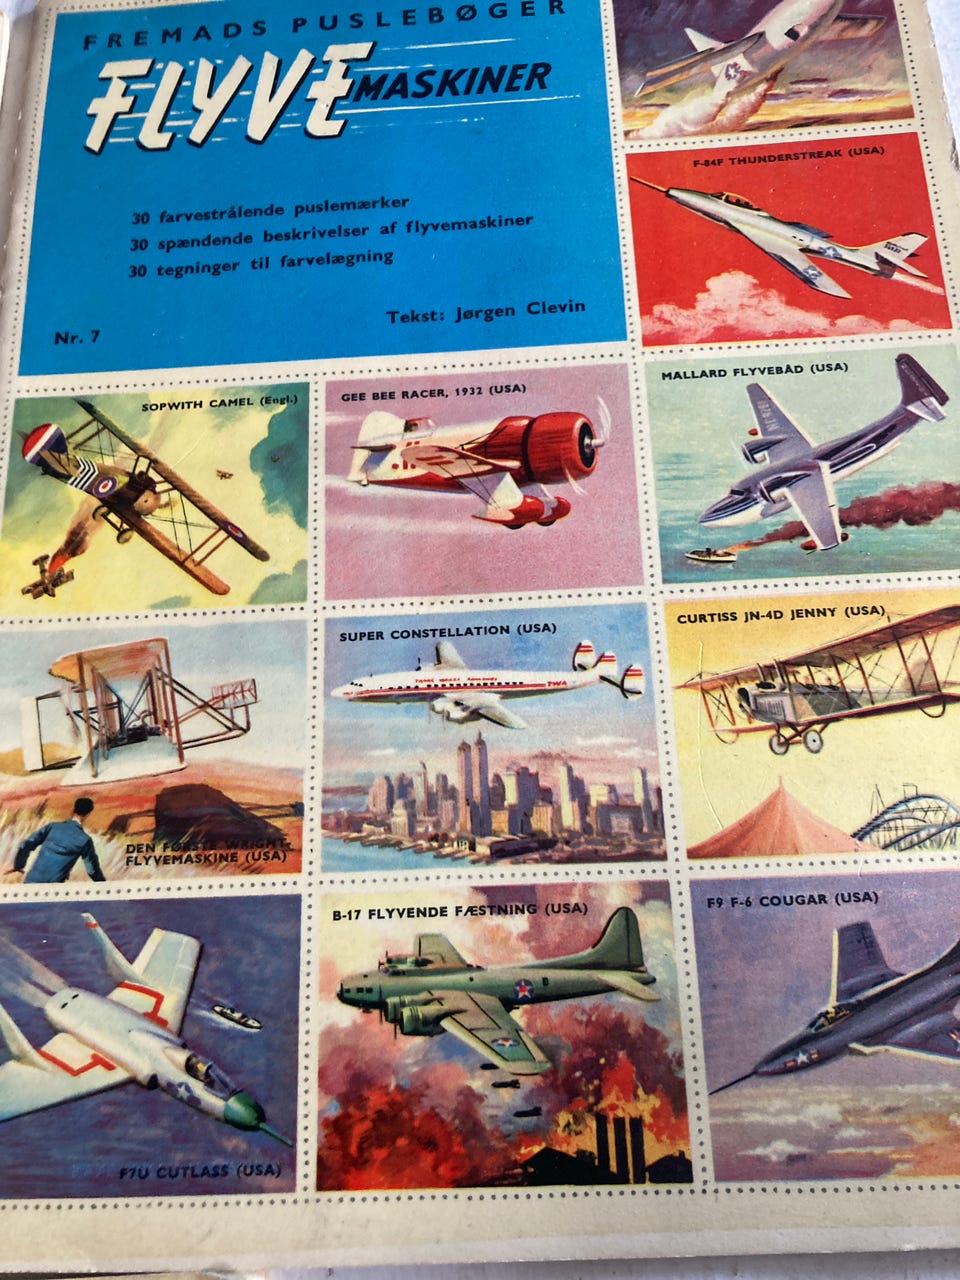 FREMADS PUSLEBØGER
FLYVE MASKINER
30 farvestrålende puslemærker
30 spændende beskrivelser af flyvemaskiner
30 tegninger til farvelægning
Tekst: Jørgen Clevin
Nr. 7
F-84F THUNDERSTREAK (USA)
SOPWITH CAMEL (Engl.)
GEE BEE RACER, 1932 (USA)
MALLARD FLYVEBÅD (USA)
DEN FØRSTE WRIGHT-
FLYVEMASKINE (USA)
SUPER CONSTELLATION (USA)
TWA
CURTISS JN-4D JENNY (USA)
F7U CUTLASS (USA)
B-17 FLYVENDE FÆSTNING (USA)
F9 F-6 COUGAR (USA)